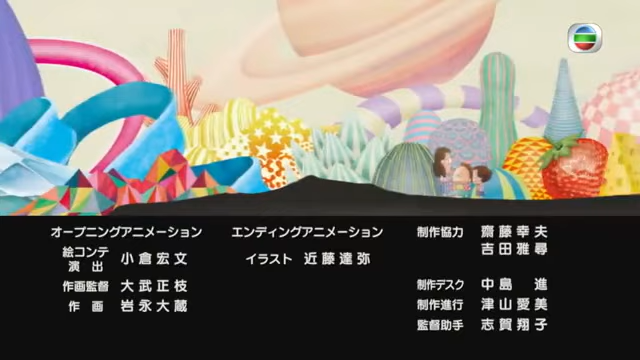 オープニングアニメーション
絵コンテ
演出 小倉宏文
作画監督 大武正枝
作画 岩永大蔵
エンディングアニメーション
イラスト 近藤達弥
制作協力 齋藤幸夫
吉田雅尋
制作デスク 中島進
制作進行 津山愛美
監督助手 志賀翔子